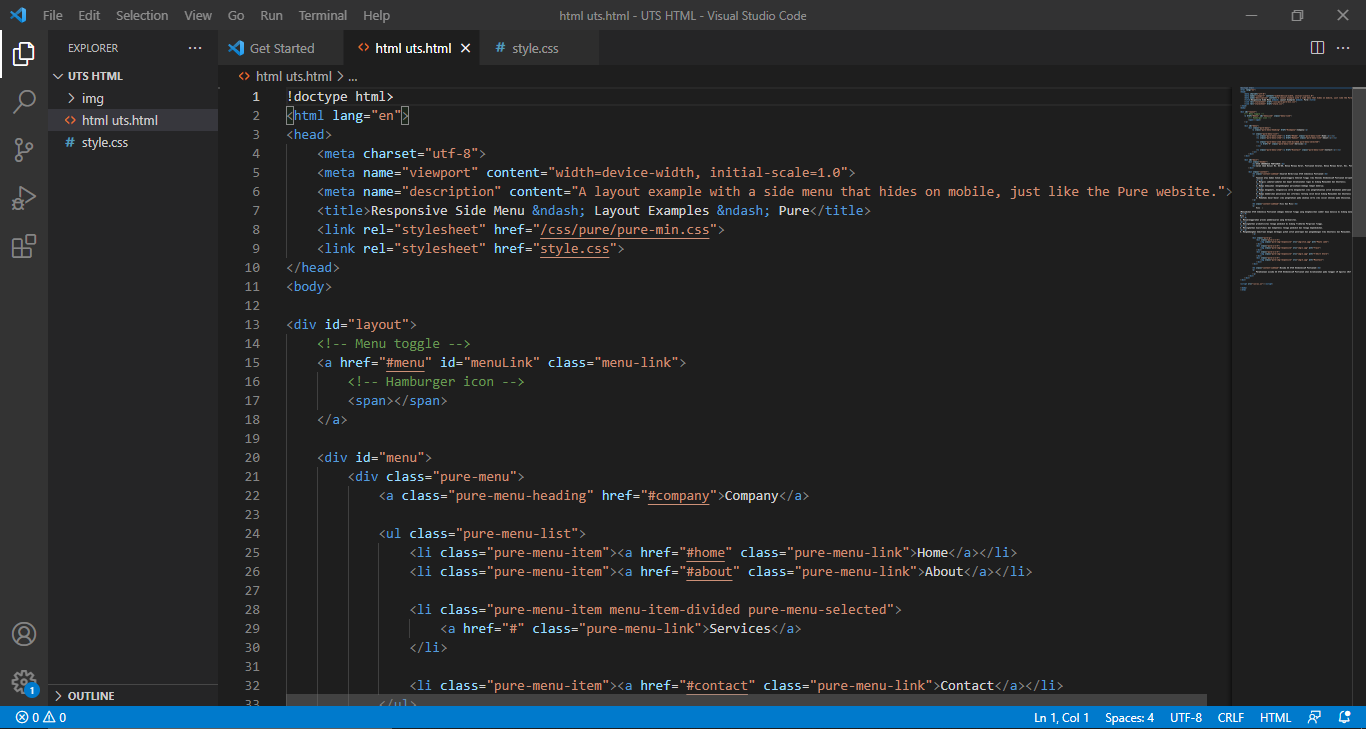 File Edit Selection View Go Run Terminal Help html uts.html - UTS HTML - Visual Studio Code
EXPLORER
Get Started
html uts.html
# style.css
UTS HTML
img
html uts.html
# style.css
html uts.html > ...
1 !doctype html>
2 <html lang="en">
3 <head>
4 <meta charset="utf-8">
5 <meta name="viewport" content="width=device-width, initial-scale=1.0">
6 <meta name="description" content="A layout example with a side menu that hides on mobile, just like the Pure website.">
7 <title>Responsive Side Menu &ndash; Layout Examples &ndash; Pure</title>
8 <link rel="stylesheet" href="/css/pure/pure-min.css">
9 <link rel="stylesheet" href="style.css">
10 </head>
11 <body>
12
13 <div id="layout">
14 <!-- Menu toggle -->
15 <a href="#menu" id="menuLink" class="menu-link">
16 <!-- Hamburger icon -->
17 <span></span>
18 </a>
19
20 <div id="menu">
21 <div class="pure-menu">
22 <a class="pure-menu-heading" href="#company">Company</a>
23
24 <ul class="pure-menu-list">
25 <li class="pure-menu-item"><a href="#home" class="pure-menu-link">Home</a></li>
26 <li class="pure-menu-item"><a href="#about" class="pure-menu-link">About</a></li>
27
28 <li class="pure-menu-item menu-item-divided pure-menu-selected">
29 <a href="#" class="pure-menu-link">Services</a>
30 </li>
31
32 <li class="pure-menu-item"><a href="#contact" class="pure-menu-link">Contact</a></li>
33 </ul>
OUTLINE
1
0 0 Ln 1, Col 1 Spaces: 4 UTF-8 CRLF HTML